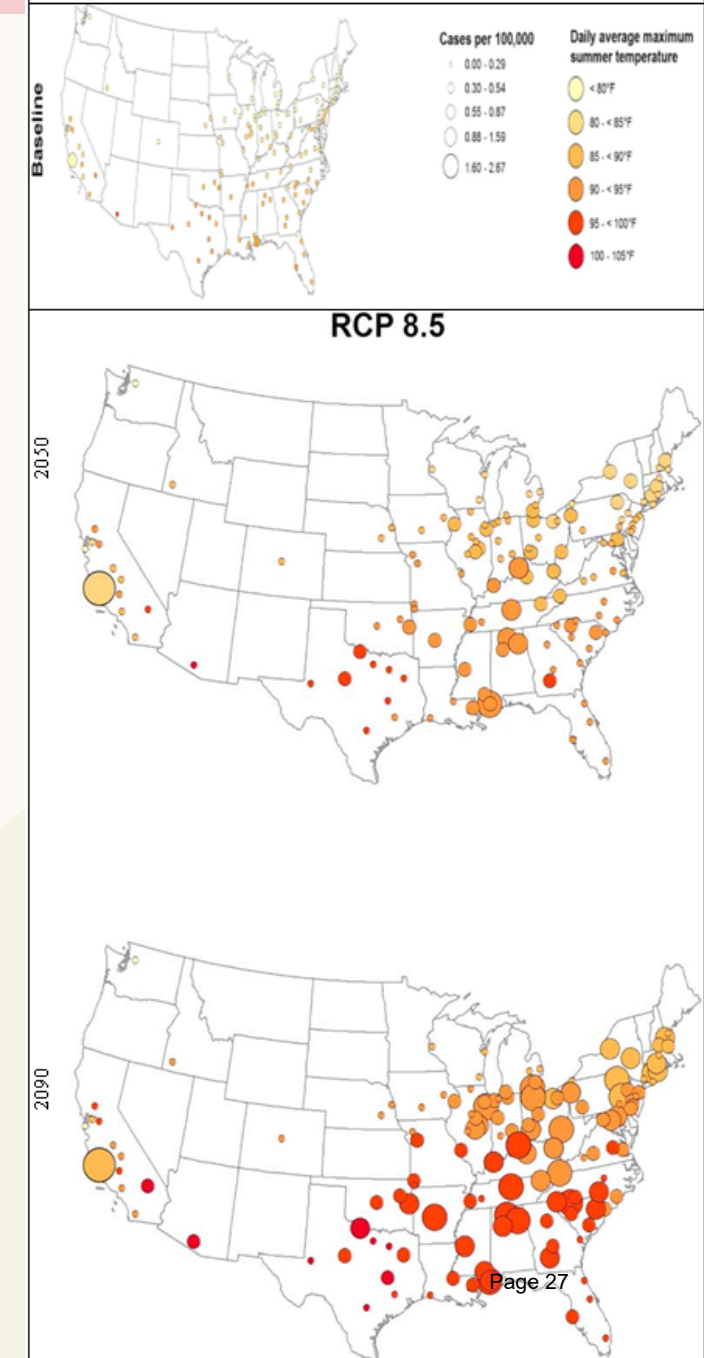 Baseline
Cases per 100,000
0.00 - 0.29
0.30 - 0.54
0.55 - 0.87
0.88 - 1.59
1.60 - 2.67
Daily average maximum
summer temperature
< 80°F
80 - < 85°F
85 - < 90°F
90 - < 95°F
95 - < 100°F
100 - 105°F
RCP 8.5
2050
2090
Page 27